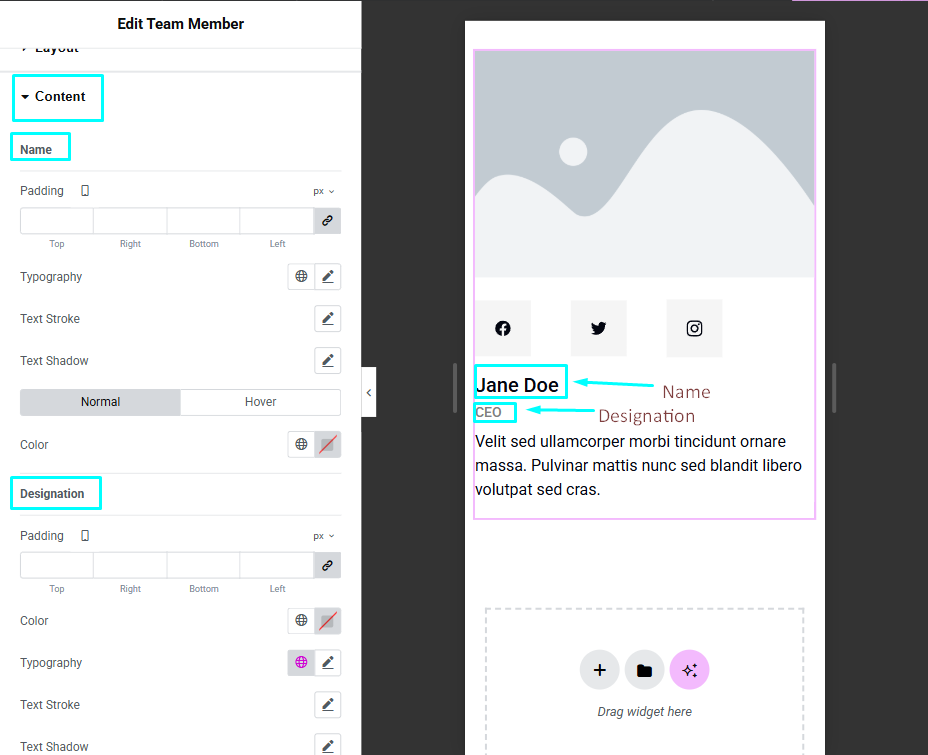 Edit Team Member
Layout
Content
Name
Padding px
Top Right Bottom Left
Typography
Text Stroke
Text Shadow
Normal Hover
Color
Designation
Padding px
Top Right Bottom Left
Color
Typography
Text Stroke
Text Shadow
Jane Doe
Name
CEO
Designation
Velit sed ullamcorper morbi tincidunt ornare
massa. Pulvinar mattis nunc sed blandit libero
volutpat sed cras.
Drag widget here